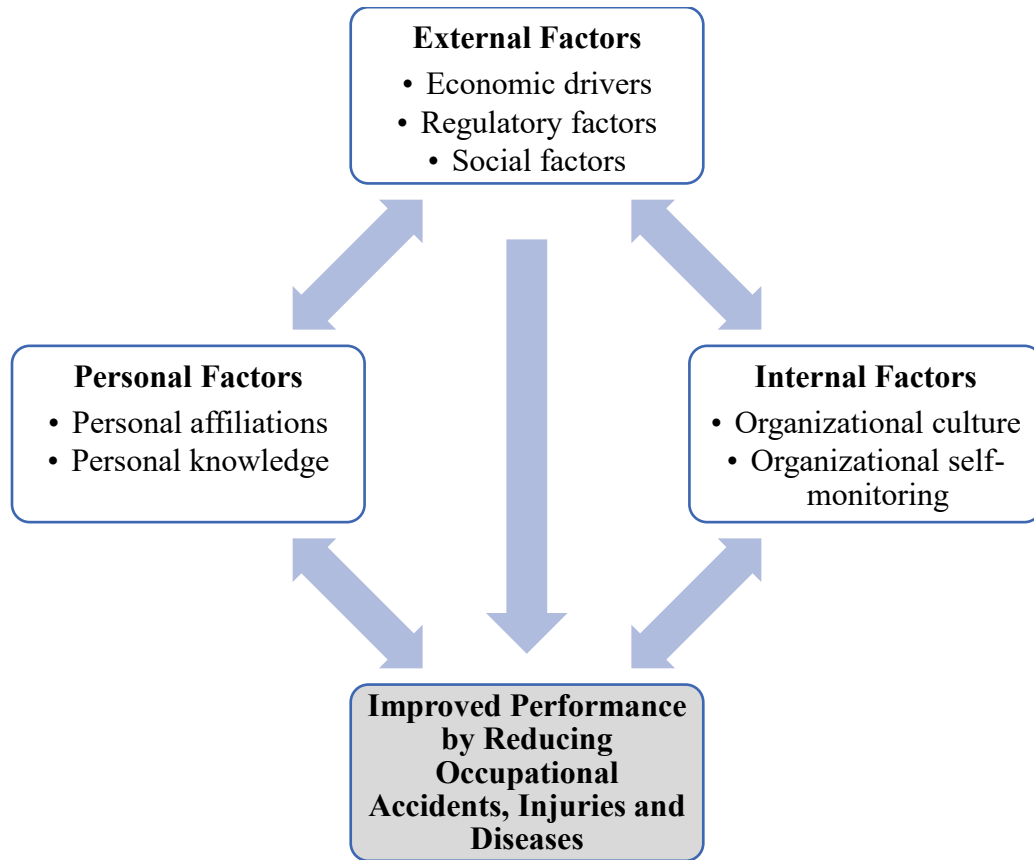 External Factors
• Economic drivers
• Regulatory factors
• Social factors
Personal Factors
• Personal affiliations
• Personal knowledge
Internal Factors
• Organizational culture
• Organizational self-
monitoring
Improved Performance
by Reducing
Occupational
Accidents, Injuries and
Diseases